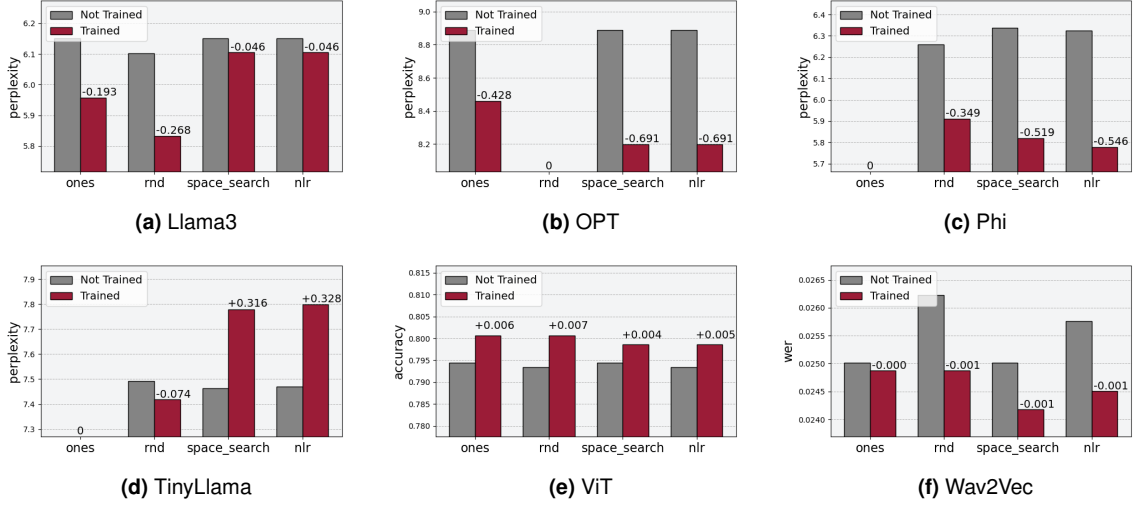 Not Trained
Trained
perplexity
6.2
6.1
6.0
5.9
5.8
-0.193
-0.268
-0.046
-0.046
ones rnd space_search nlr
(a) Llama3
Not Trained
Trained
perplexity
9.0
8.8
8.6
8.4
8.2
-0.428
0
-0.691
-0.691
ones rnd space_search nlr
(b) OPT
Not Trained
Trained
perplexity
6.4
6.3
6.2
6.1
6.0
5.9
5.8
5.7
0
-0.349
-0.519
-0.546
ones rnd space_search nlr
(c) Phi
Not Trained
Trained
perplexity
7.9
7.8
7.7
7.6
7.5
7.4
7.3
0
-0.074
+0.316
+0.328
ones rnd space_search nlr
(d) TinyLlama
Not Trained
Trained
accuracy
0.815
0.810
0.805
0.800
0.795
0.790
0.785
0.780
+0.006
+0.007
+0.004
+0.005
ones rnd space_search nlr
(e) ViT
Not Trained
Trained
wer
0.0265
0.0260
0.0255
0.0250
0.0245
0.0240
-0.000
-0.001
-0.001
-0.001
ones rnd space_search nlr
(f) Wav2Vec